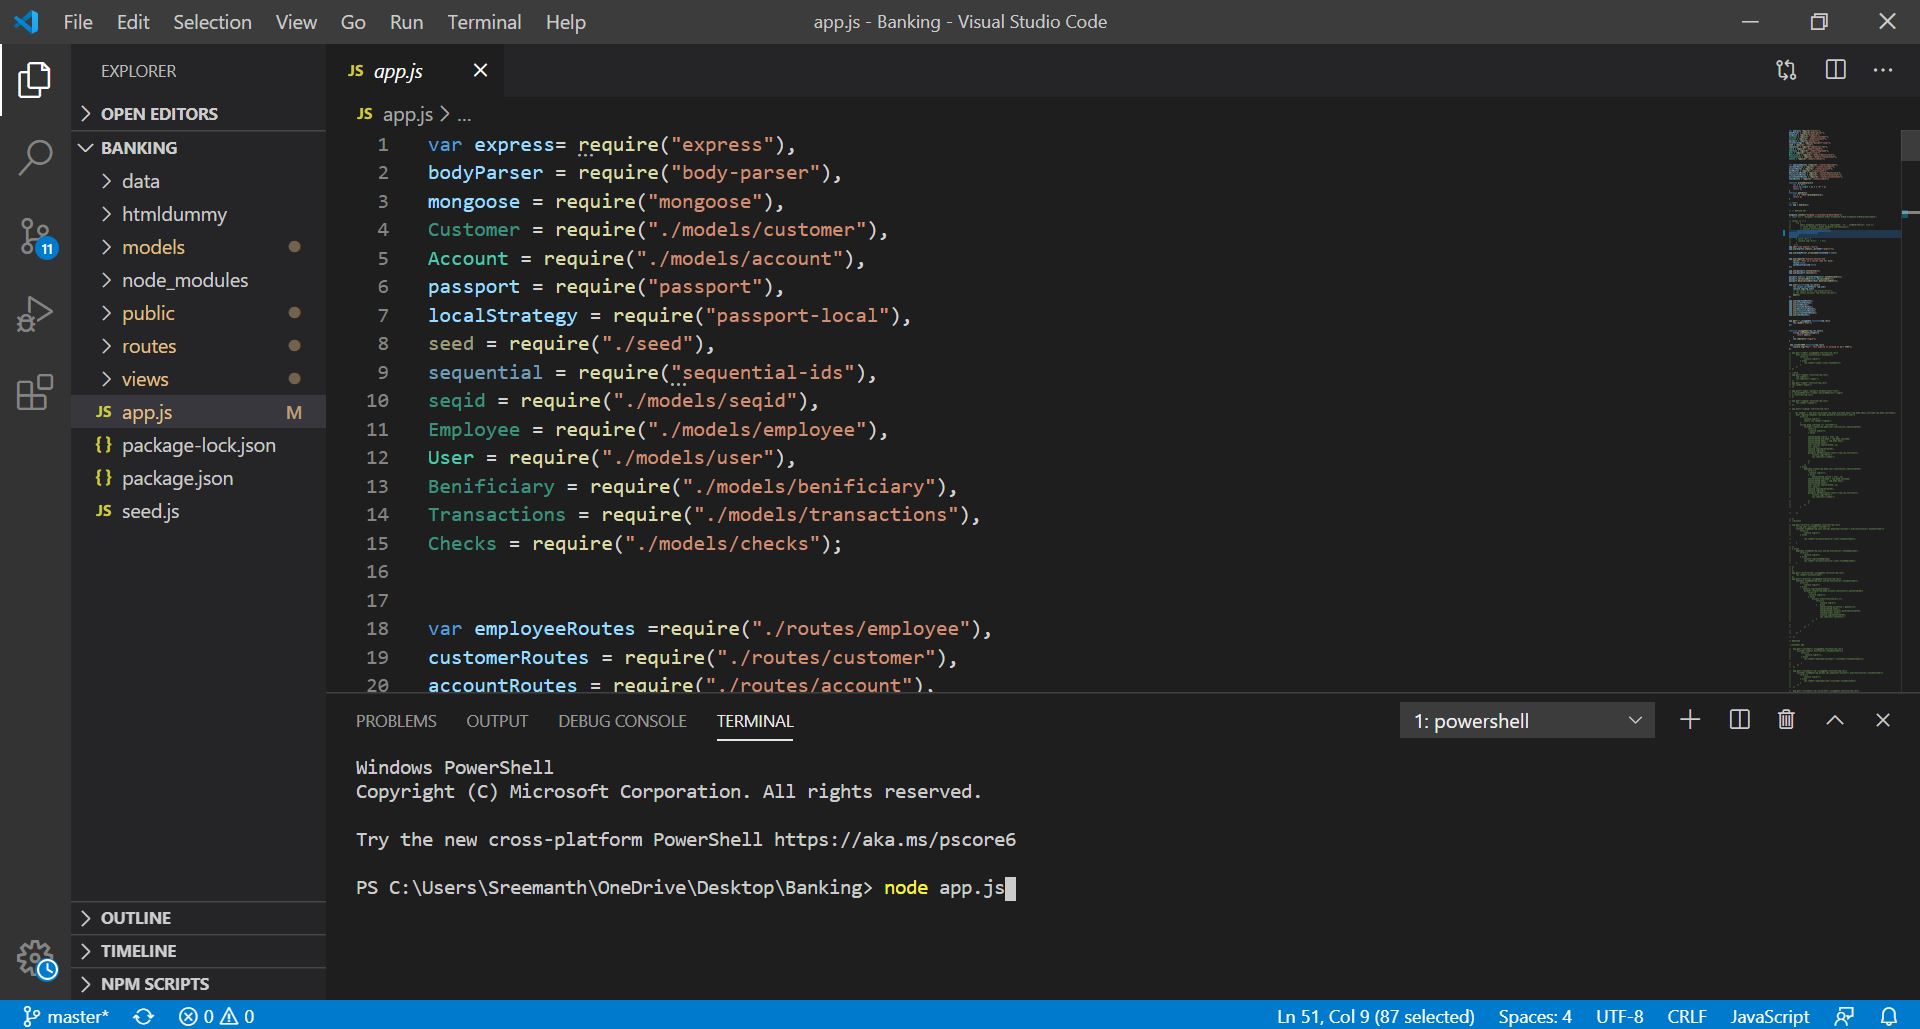 File Edit Selection View Go Run Terminal Help
app.js - Banking - Visual Studio Code
EXPLORER
OPEN EDITORS
BANKING
data
htmldummy
models
node_modules
public
routes
views
JS app.js M
{} package-lock.json
{} package.json
JS seed.js
OUTLINE
TIMELINE
NPM SCRIPTS
11
JS app.js
JS app.js > ...
1 var express= require("express"),
2 bodyParser = require("body-parser"),
3 mongoose = require("mongoose"),
4 Customer = require("./models/customer"),
5 Account = require("./models/account"),
6 passport = require("passport"),
7 localStrategy = require("passport-local"),
8 seed = require("./seed"),
9 sequential = require("sequential-ids"),
10 seqid = require("./models/seqid"),
11 Employee = require("./models/employee"),
12 User = require("./models/user"),
13 Benificiary = require("./models/benificiary"),
14 Transactions = require("./models/transactions"),
15 Checks = require("./models/checks");
16
17
18 var employeeRoutes =require("./routes/employee"),
19 customerRoutes = require("./routes/customer"),
20 accountRoutes = require("./routes/account"),
PROBLEMS OUTPUT DEBUG CONSOLE TERMINAL
1: powershell
Windows PowerShell
Copyright (C) Microsoft Corporation. All rights reserved.
Try the new cross-platform PowerShell https://aka.ms/pscore6
PS C:\Users\Sreemanth\OneDrive\Desktop\Banking> node app.js
master* 0 0
Ln 51, Col 9 (87 selected) Spaces: 4 UTF-8 CRLF JavaScript